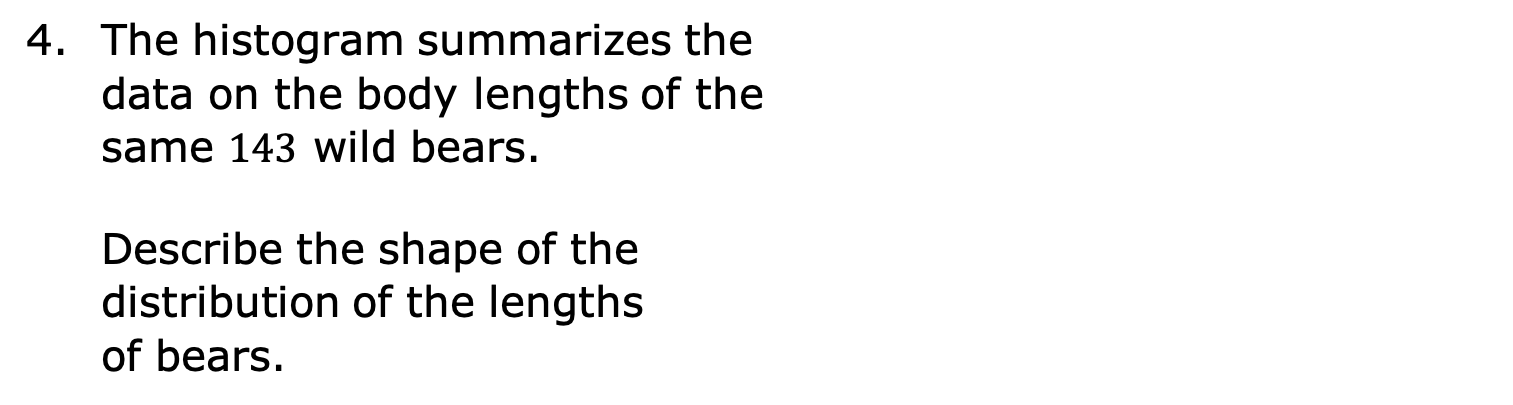 4. The histogram summarizes the
data on the body lengths of the
same 143 wild bears.
Describe the shape of the
distribution of the lengths
of bears.